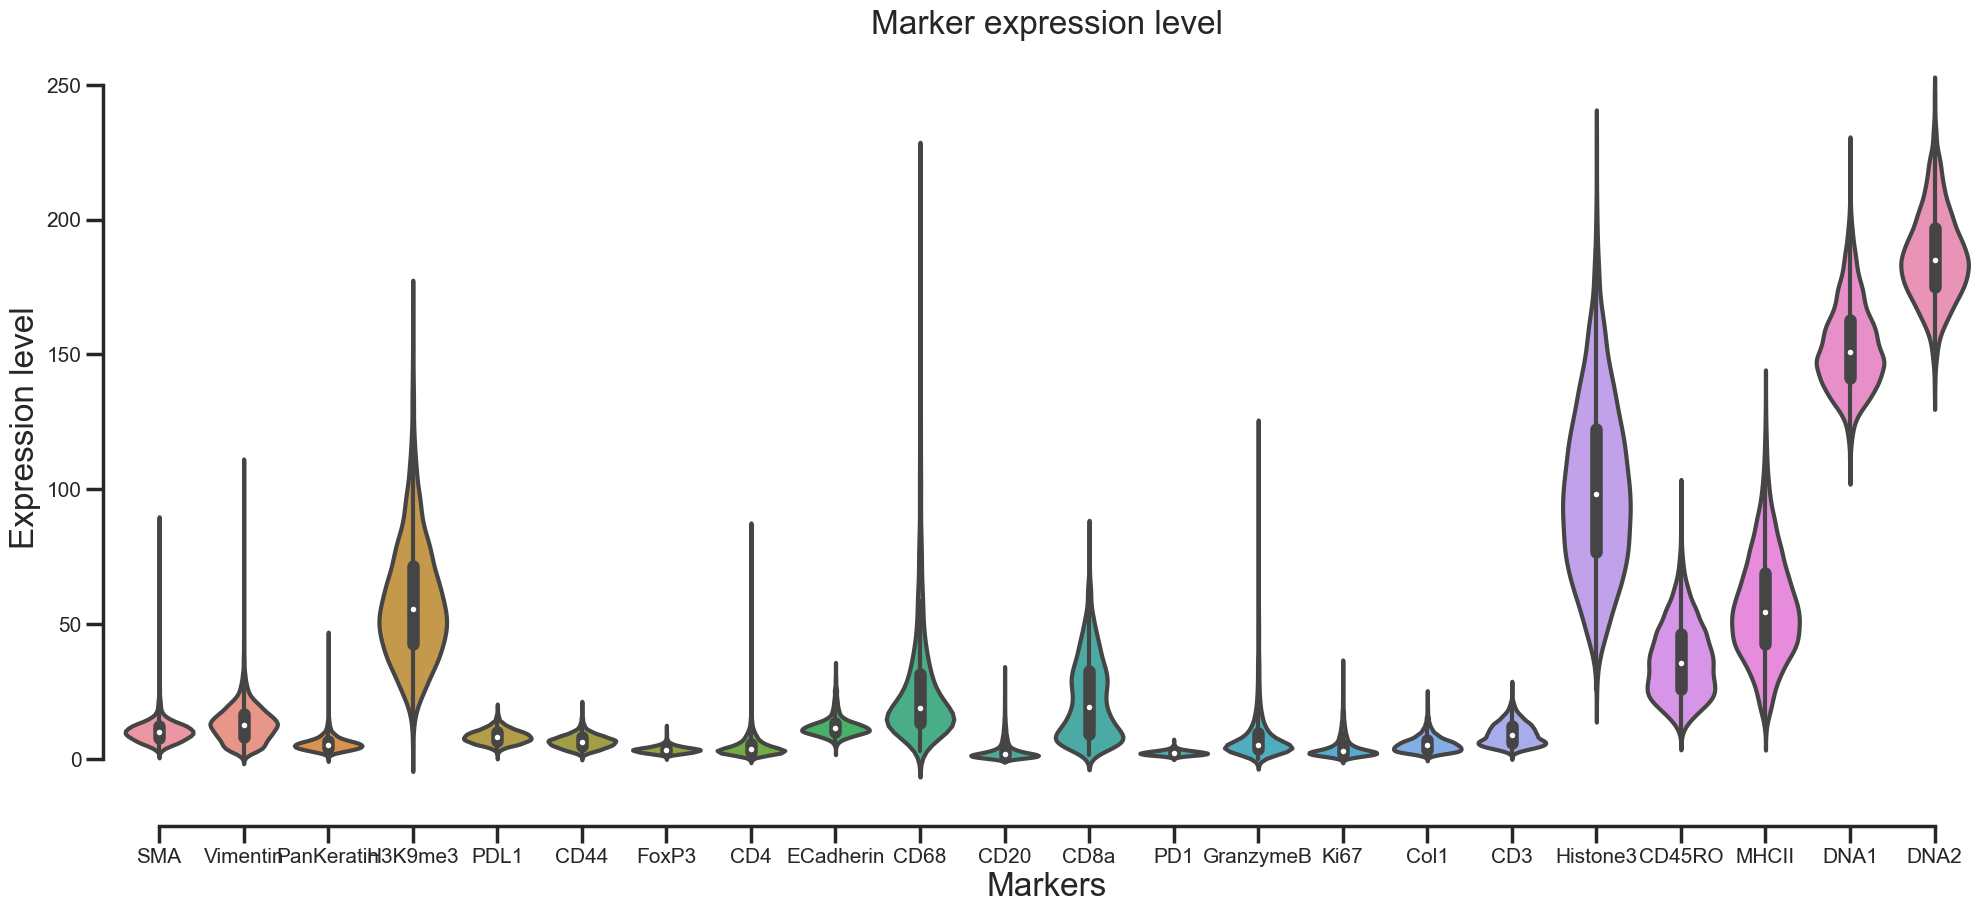 Marker expression level
Expression level
250
200
150
100
50
0
SMA Vimentin PanKeratin H3K9me3 PDL1 CD44 FoxP3 CD4 ECadherin CD68 CD20 CD8a PD1 GranzymeB Ki67 Col1 CD3 Histone3 CD45RO MHCII DNA1 DNA2
Markers